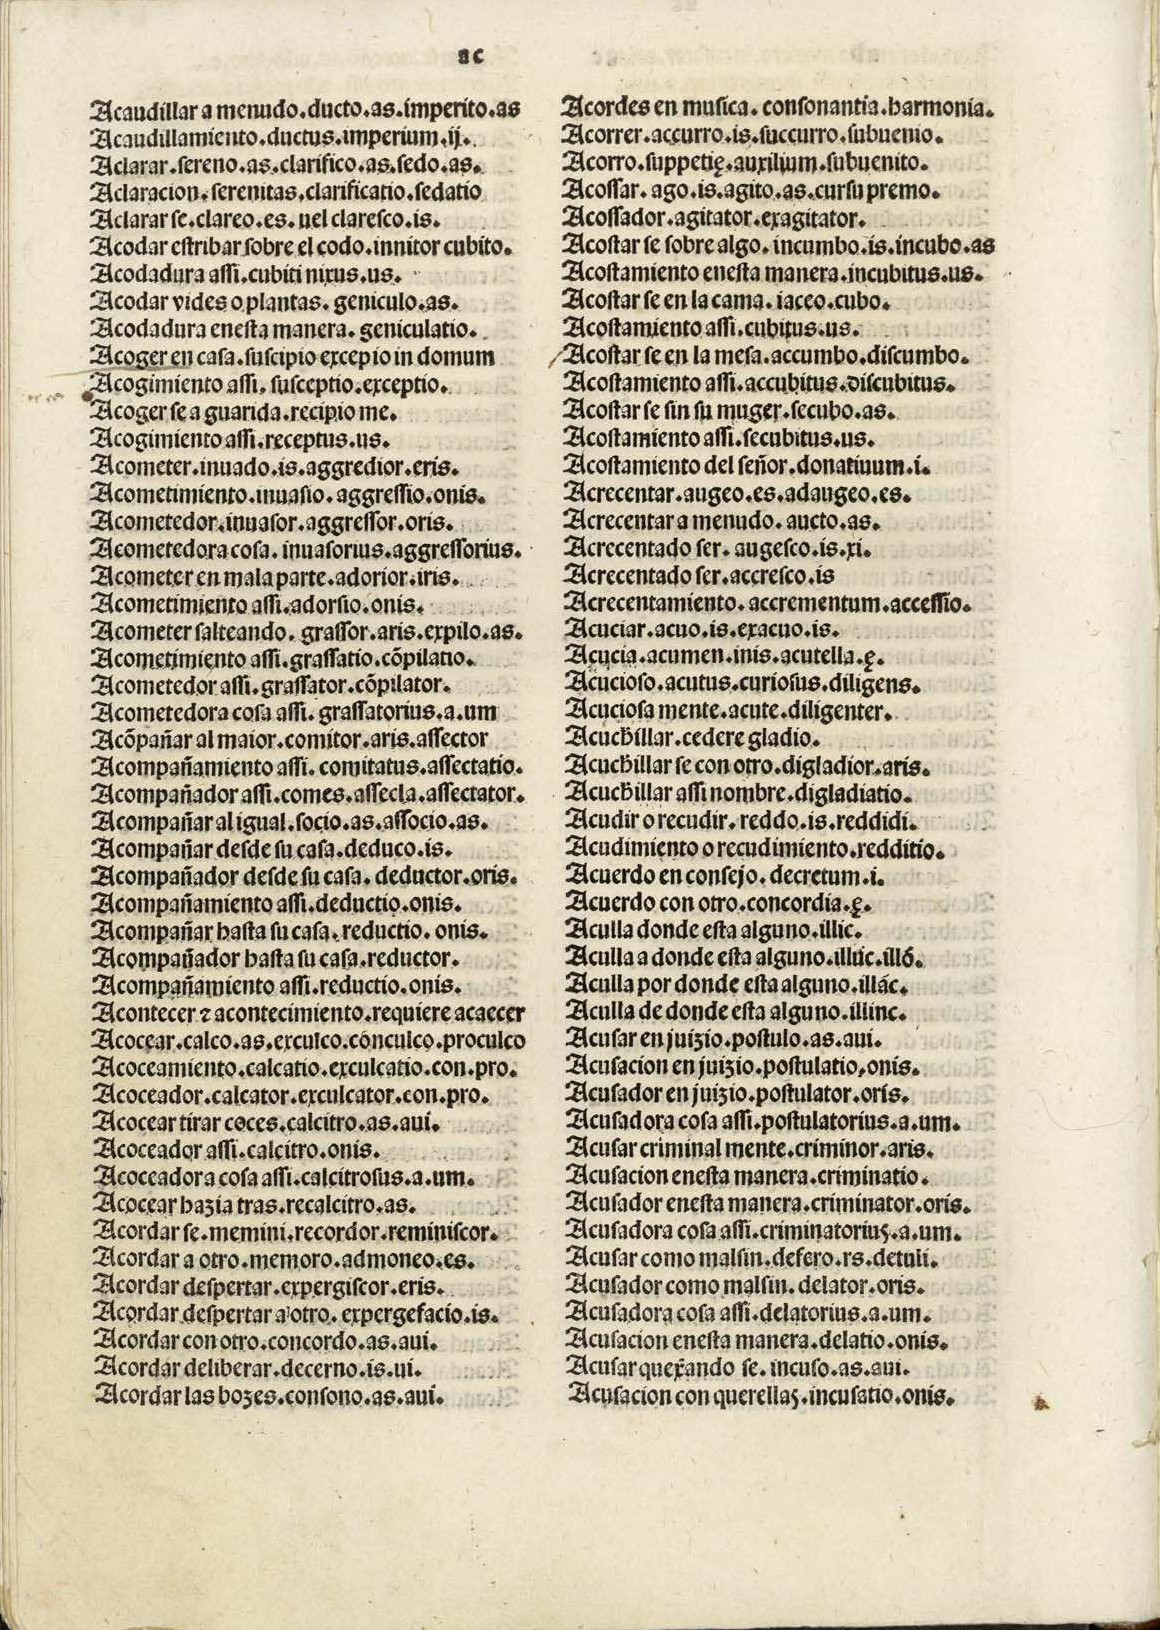 ac
Acaudillar a menudo.ducto.as.imperito.as
Acaudillamiento.ductus.imperium.ij.
Aclarar.sereno.as.clarifico.as.sedo.as.
Aclaracion.serenitas.clarificatio.sedatio
Aclarar se.clareo.es.uel claresco.is.
Acodar estribar sobre el codo.innitor cubito.
Acodadura assi.cubiti nixus.us.
Acodar vides o plantas. geniculo.as.
Acodadura enesta manera. geniculatio.
Acoger en casa.suscipio excepio in domum
Acogimiento assi. susceptio.exceptio.
Acoger se a guarida.recipio me.
Acogimiento assi.receptus.us.
Acometer.inuado.is.aggredior.eris.
Acometimiento.inuasio.aggressio.onis.
Acometedor.inuasor.aggressor.oris.
Acometedora cosa. inuasorius.aggressorius.
Acometer en mala parte.adorior.iris.
Acometimiento assi.adorsio.onis.
Acometer salteando. grassor.aris.expilo.as.
Acometimiento assi.grassatio.cõpilatio.
Acometedor assi.grassator.cõpilator.
Acometedora cosa assi. grassatorius.a.um
Acõpañar al maior.comitor.aris.assector
Acompañamiento assi.comitatus.assectatio.
Acompañador assi.comes.assecla.assectator.
Acompañar al igual.socio.as.associo.as.
Acompañar desde su casa.deduco.is.
Acompañador desde su casa. deductor.oris.
Acompañamiento assi.deductio.onis.
Acompañar hasta su casa.reductio. onis.
Acompañador hasta su casa.reductor.
Acompañamiento assi.reductio.onis.
Acontecer ⁊ acontecimiento.requiere acaecer
Acocear.calco.as.exculco.conculco.proculco
Acoceamiento.calcatio.exculcatio.con.pro.
Acoceador.calcator.exculcator.con.pro.
Acocear tirar coces.calcitro.as.aui.
Acoceador assi.calcitro.onis.
Acoceadora cosa assi.calcitrosus.a.um.
Acocear hazia tras.recalcitro.as.
Acordar se.memini.recordor.reminiscor.
Acordar a otro.memoro.admoneo.es.
Acordar despertar.expergiscor.eris.
Acordar despertar a otro. expergefacio.is.
Acordar con otro.concordo.as.aui.
Acordar deliberar.decerno.is.ui.
Acordar las bozes.consono.as.aui.
Acordes en musica. consonantia.harmonia.
Acorrer.accurro.is.succurro.subuenio.
Acorro.suppetię.auxilium.subuenito.
Acossar. ago.is.agito.as.cursu premo.
Acossador.agitator.exagitator.
Acostar se sobre algo. incumbo.is.incubo.as
Acostamiento enesta manera.incubitus.us.
Acostar se en la cama. iaceo.cubo.
Acostamiento assi.cubitus.us.
Acostar se en la mesa.accumbo.discumbo.
Acostamiento assi.accubitus.discubitus.
Acostar se sin su muger.secubo.as.
Acostamiento assi.secubitus.us.
Acostamiento del señor.donatiuum.i.
Acrecentar.augeo.es.adaugeo.es.
Acrecentar a menudo. aucto.as.
Acrecentado ser. augesco.is.xi.
Acrecentado ser.accresco.is
Acrecentamiento. accrementum.accessio.
Acuciar.acuo.is.exacuo.is.
Acucia.acumen.inis.acutella.ę.
Acucioso.acutus.curiosus.diligens.
Acuciosa mente.acute.diligenter.
Acuchillar.cedere gladio.
Acuchillar se con otro.digladior.aris.
Acuchillar assi nombre.digladiatio.
Acudir o recudir. reddo.is.reddidi.
Acudimiento o recudimiento.redditio.
Acuerdo en consejo. decretum.i.
Acuerdo con otro.concordia.ę.
Aculla donde esta alguno.illic.
Aculla a donde esta alguno.illúc.illó.
Aculla por donde esta alguno.illác.
Aculla de donde esta alguno.illinc.
Acusar en juizio.postulo.as.aui.
Acusacion en juizio.postulatio.onis.
Acusador en juizio.postulator.oris.
Acusadora cosa assi.postulatorius.a.um.
Acusar criminal mente.criminor.aris.
Acusacion enesta manera.criminatio.
Acusador enesta manera.criminator.oris.
Acusadora cosa assi.criminatorius.a.um.
Acusar como malsin.defero.rs.detuli.
Acusador como malsin. delator.oris.
Acusadora cosa assi.delatorius.a.um.
Acusacion enesta manera.delatio.onis.
Acusar quexando se.incuso.as.aui.
Acusacion con querellas.incusatio.onis.